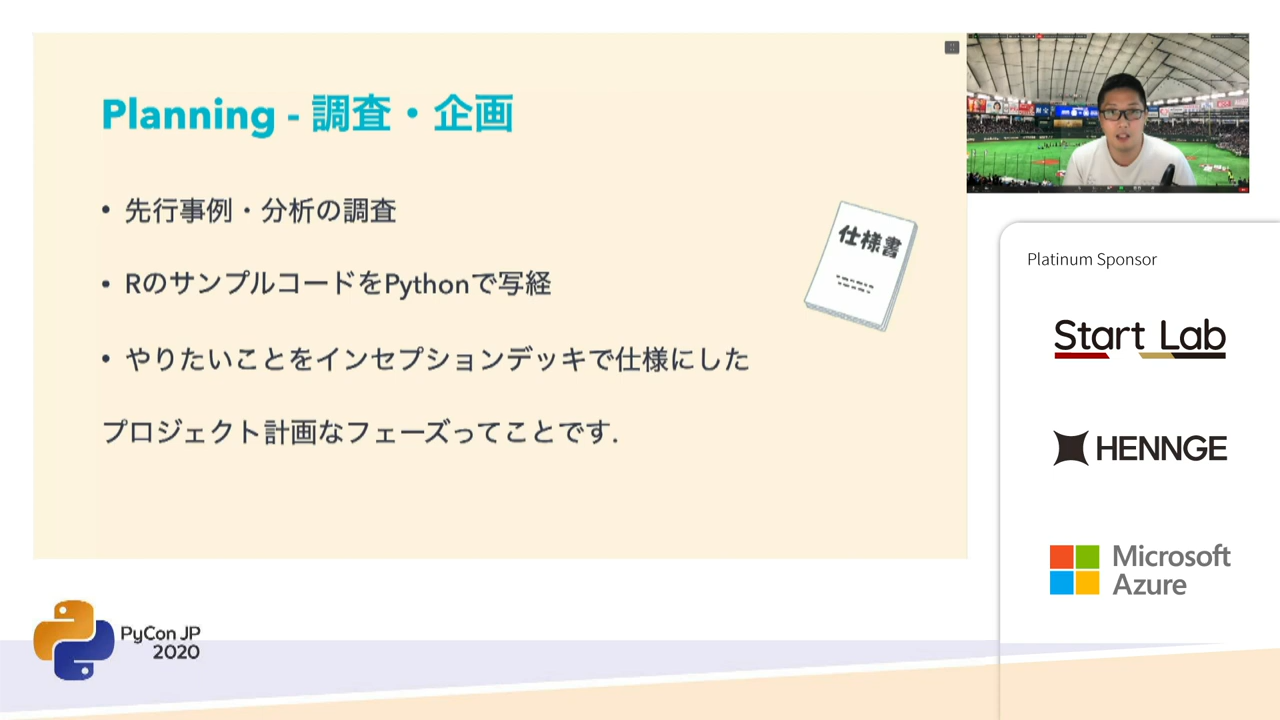 Planning - 調査・企画
• 先行事例・分析の調査
• RのサンプルコードをPythonで写経
• やりたいことをインセプションデッキで仕様にした
プロジェクト計画なフェーズってことです.
仕様書
Platinum Sponsor
Start Lab
HENNGE
Microsoft
Azure
PyCon JP
2020